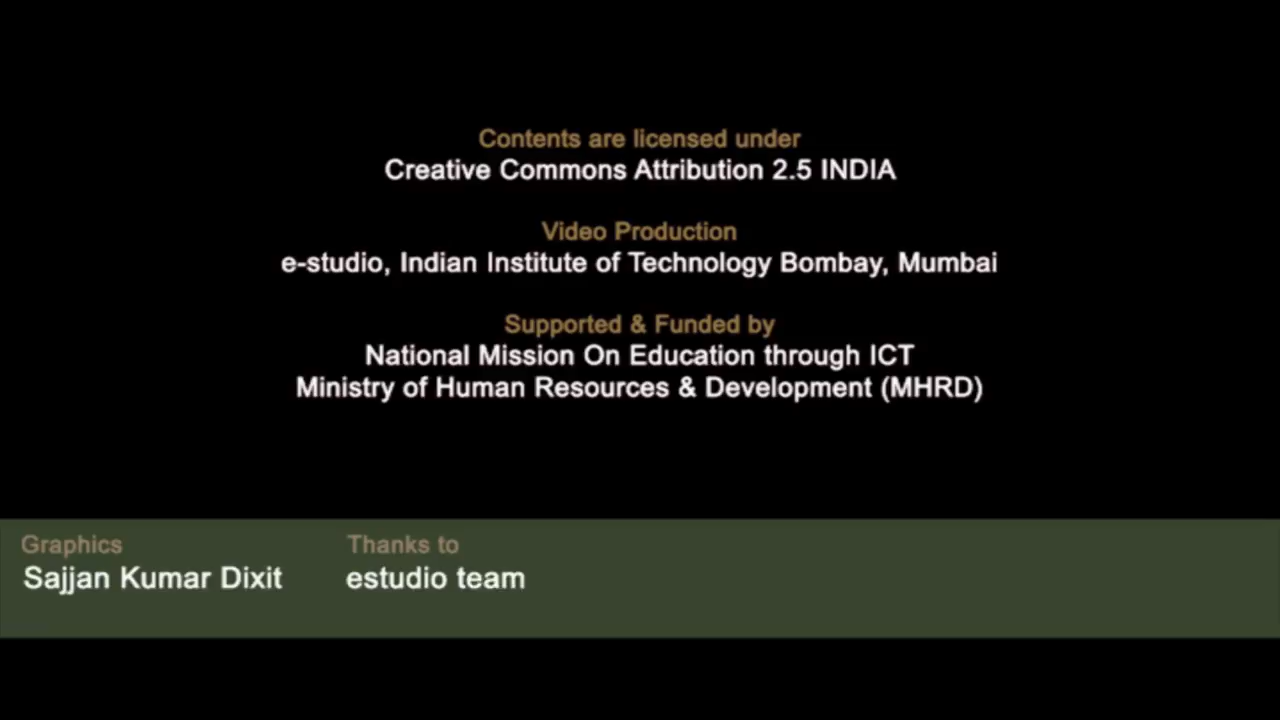 Contents are licensed under
Creative Commons Attribution 2.5 INDIA
Video Production
e-studio, Indian Institute of Technology Bombay, Mumbai
Supported & Funded by
National Mission On Education through ICT
Ministry of Human Resources & Development (MHRD)
Graphics
Sajjan Kumar Dixit
Thanks to
estudio team